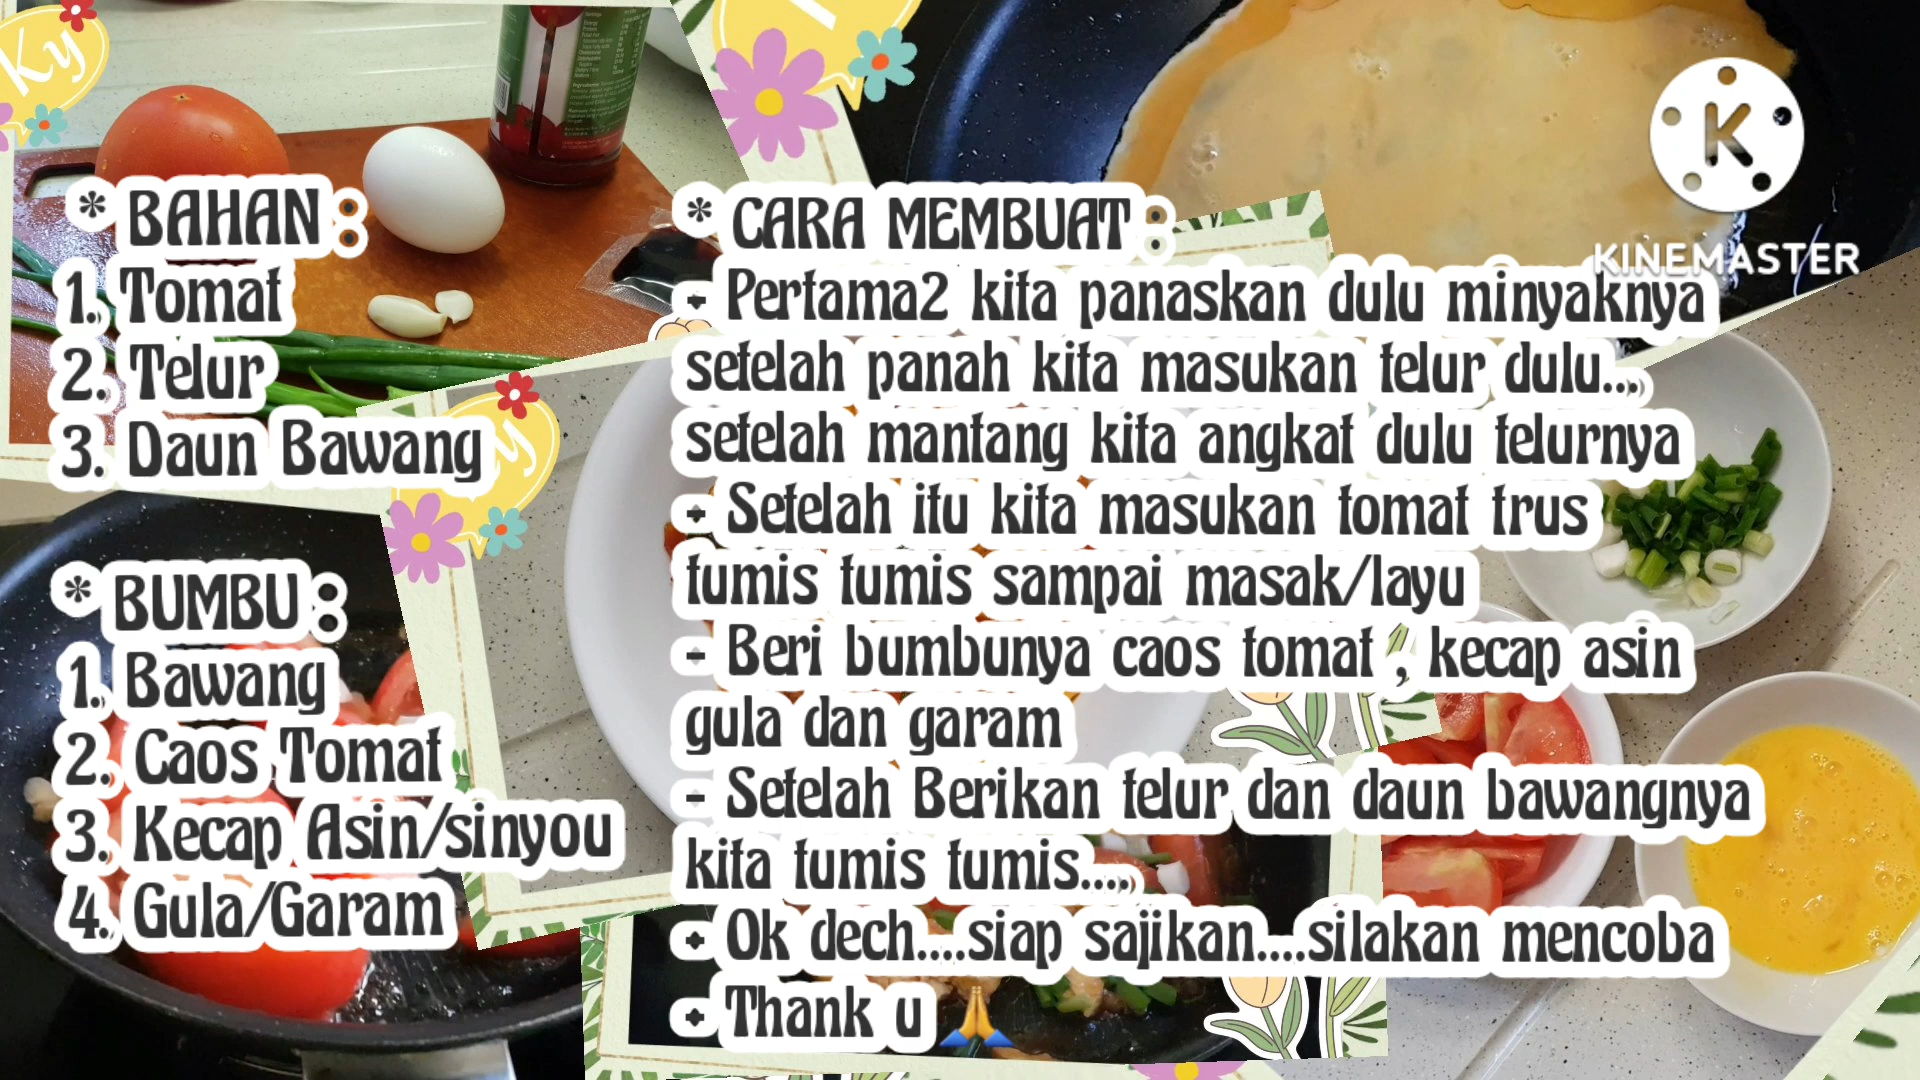 Ky
* BAHAN :
1. Tomat
2. Telur
3. Daun Bawang
* BUMBU :
1. Bawang
2. Caos Tomat
3. Kecap Asin/sinyou
4. Gula/Garam
* CARA MEMBUAT :
- Pertama2 kita panaskan dulu minyaknya
setelah panah kita masukan telur dulu...
setelah mantang kita angkat dulu telurnya
- Setelah itu kita masukan tomat trus
tumis tumis sampai masak/layu
- Beri bumbunya caos tomat , kecap asin
gula dan garam
- Setelah Berikan telur dan daun bawangnya
kita tumis tumis....
- Ok dech....siap sajikan....silakan mencoba
- Thank u 🙏
K
KINEMASTER